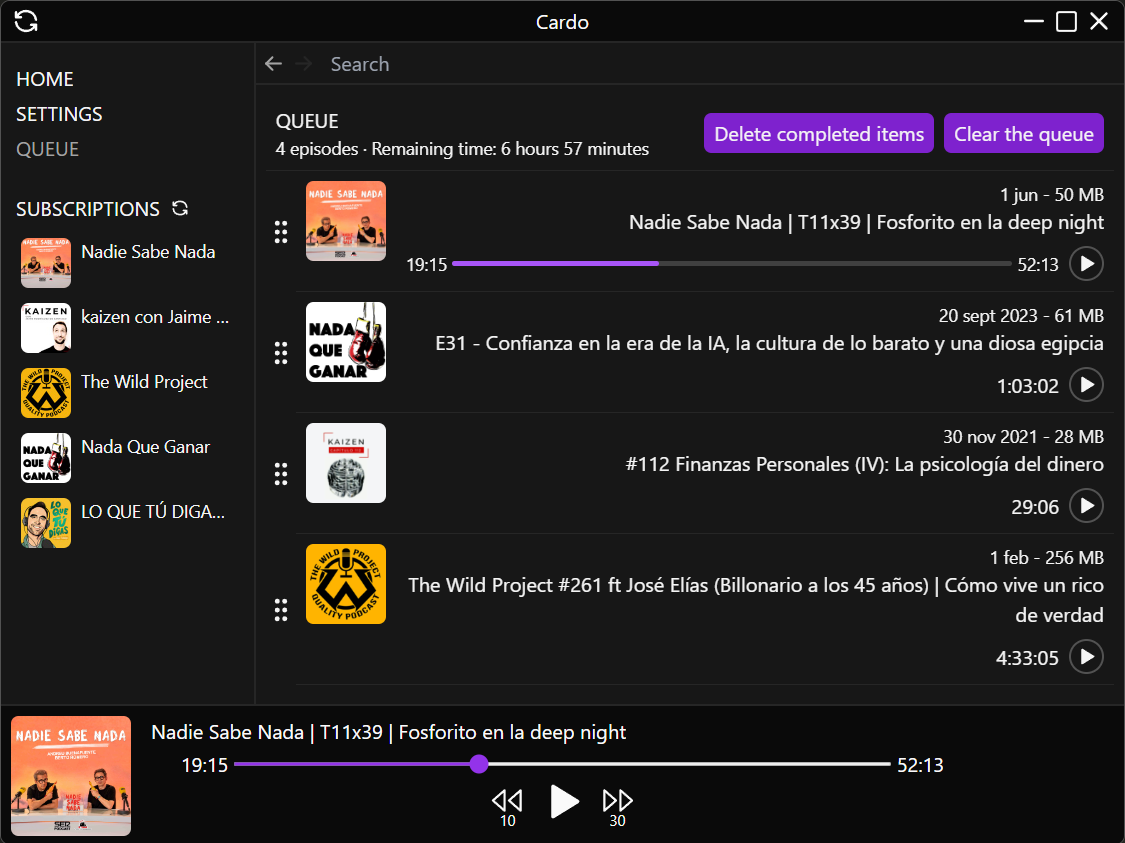 Cardo
HOME
SETTINGS
QUEUE
SUBSCRIPTIONS
NADIE SABE NADA
Nadie Sabe Nada
KAIZEN
kaizen con Jaime ...
THE WILD PROJECT
QUALITY PODCAST
The Wild Project
NADA
QUE
GANAR
Nada Que Ganar
LO QUE TÚ DIGAS
LO QUE TÚ DIGA...
Search
QUEUE
4 episodes · Remaining time: 6 hours 57 minutes
Delete completed items
Clear the queue
NADIE SABE NADA
1 jun - 50 MB
Nadie Sabe Nada | T11x39 | Fosforito en la deep night
19:15
52:13
NADA
QUE
GANAR
20 sept 2023 - 61 MB
E31 - Confianza en la era de la IA, la cultura de lo barato y una diosa egipcia
1:03:02
KAIZEN
30 nov 2021 - 28 MB
#112 Finanzas Personales (IV): La psicología del dinero
29:06
THE WILD PROJECT
QUALITY PODCAST
1 feb - 256 MB
The Wild Project #261 ft José Elías (Billonario a los 45 años) | Cómo vive un rico
de verdad
4:33:05
NADIE SABE NADA
ANDREU BUENAFUENTE
BERTO ROMERO
NADIE
SABE
NADA
SER
Nadie Sabe Nada | T11x39 | Fosforito en la deep night
19:15
52:13
10
30